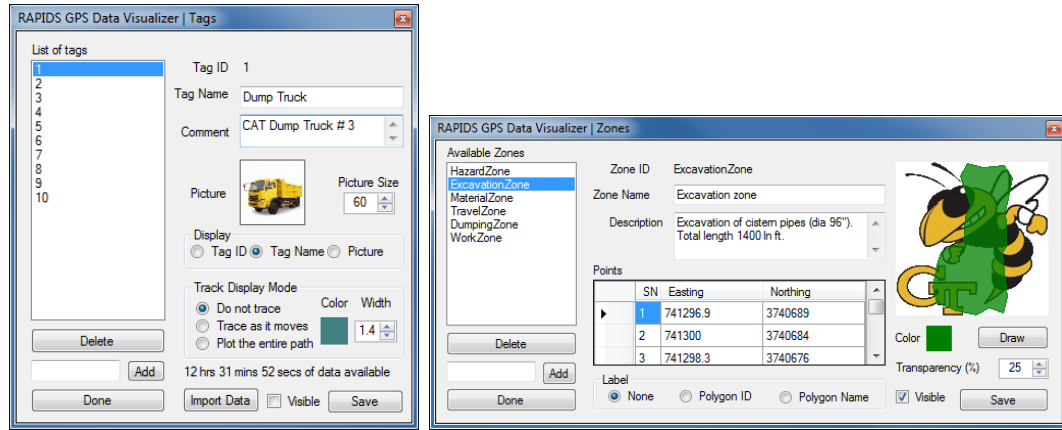 RAPIDS GPS Data Visualizer | Tags
List of tags
1
2
3
4
5
6
7
8
9
10
Tag ID 1
Tag Name Dump Truck
Comment CAT Dump Truck # 3
Picture
Picture Size
60
Display
Tag ID Tag Name Picture
Track Display Mode
Do not trace
Trace as it moves
Plot the entire path
Color Width
1.4
12 hrs 31 mins 52 secs of data available
Delete
Add
Done
Import Data Visible Save
RAPIDS GPS Data Visualizer | Zones
Available Zones
HazardZone
ExcavationZone
MaterialZone
TravelZone
DumpingZone
WorkZone
Zone ID ExcavationZone
Zone Name Excavation zone
Description Excavation of cistern pipes (dia 96").
Total length 1400 ln ft.
Points
SN Easting Northing
1 741296.9 3740689
2 741300 3740684
3 741298.3 3740676
Label
None Polygon ID Polygon Name
Delete
Add
Done
GT
Color Draw
Transparency (%) 25
Visible Save